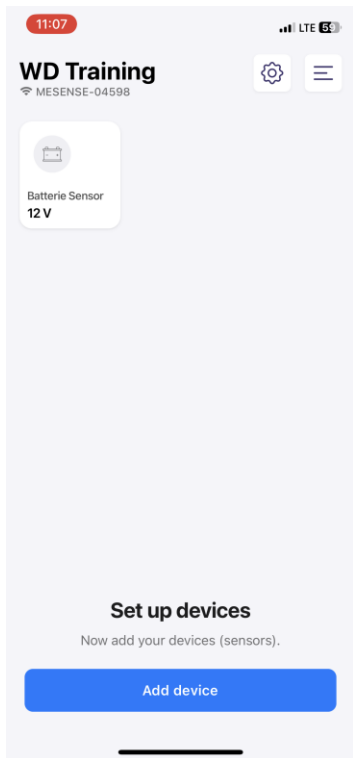 11:07
LTE 59
WD Training
MESENSE-04598
Batterie Sensor
12 V
Set up devices
Now add your devices (sensors).
Add device